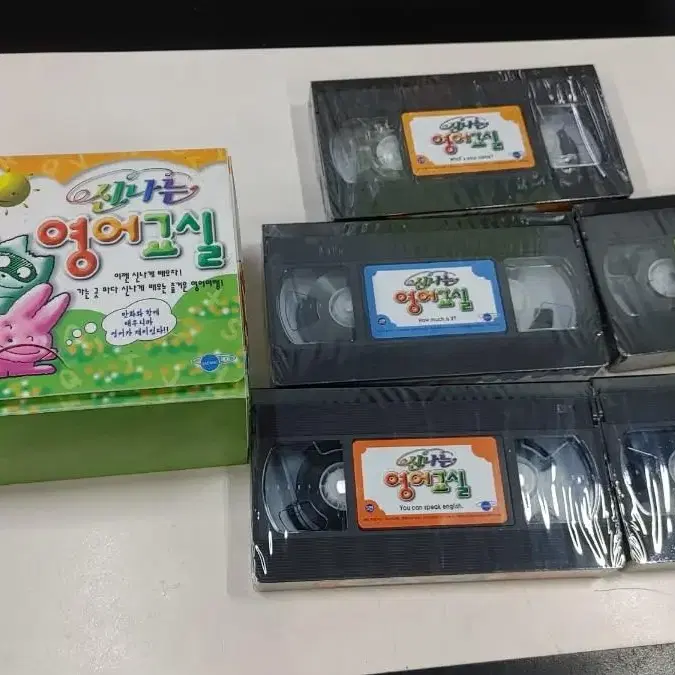 신나는
영어교실
이젠 신나게 배우다!
가는 곳 마다 신나게 배우는 즐거운 영어여행!
만화와 함께
배우니까
영어가 재미있다!!
신나는
영어교실
What's your name?
신나는
영어교실
How much is it?
신나는
영어교실
You can speak english.